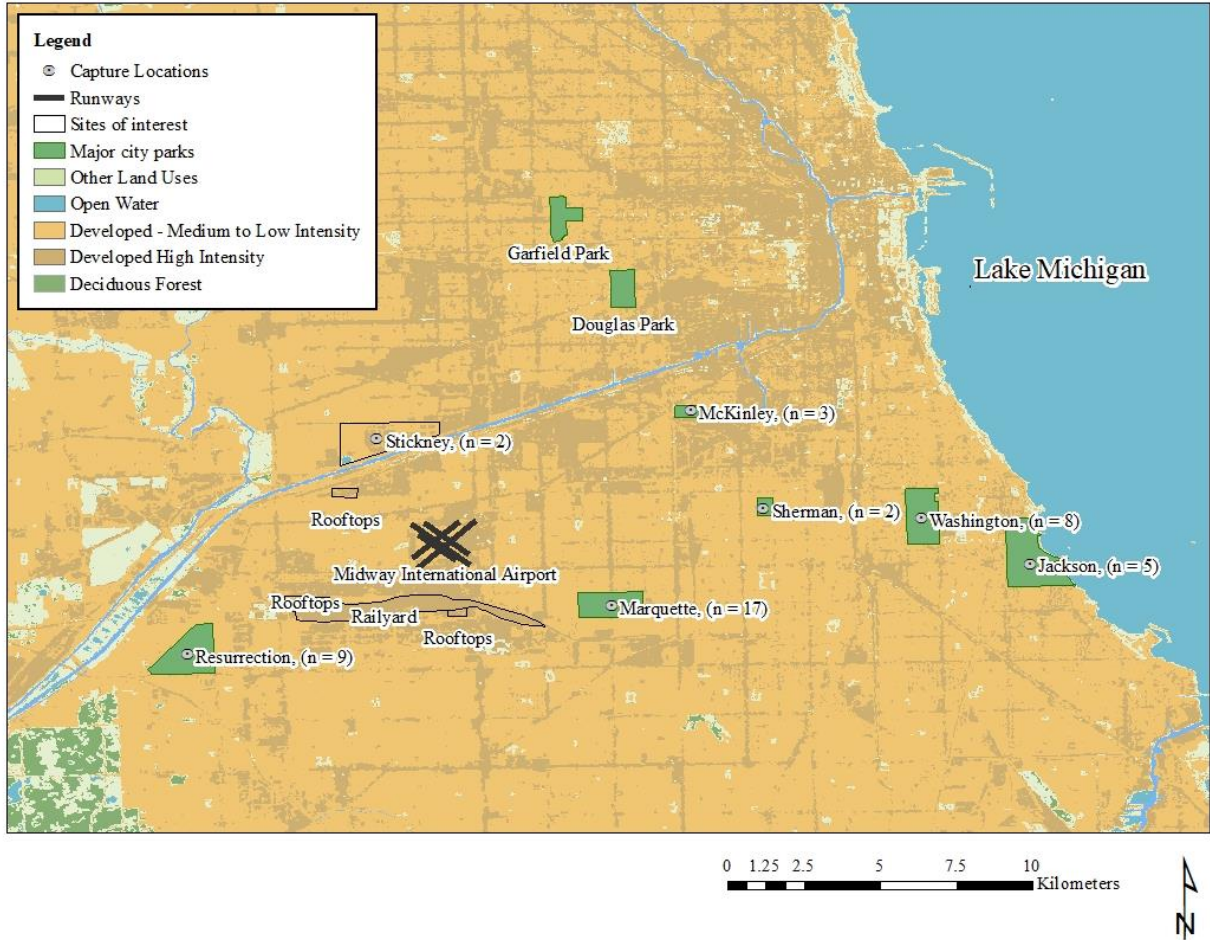 Legend
Capture Locations
Runways
Sites of interest
Major city parks
Other Land Uses
Open Water
Developed - Medium to Low Intensity
Developed High Intensity
Deciduous Forest
Garfield Park
Lake Michigan
Douglas Park
McKinley, (n = 3)
Stickney, (n = 2)
Rooftops
Sherman, (n = 2)
Washington, (n = 8)
Midway International Airport
Jackson, (n = 5)
Rooftops
Railyard
Marquette, (n = 17)
Rooftops
Resurrection, (n = 9)
0 1.25 2.5 5 7.5 10
Kilometers
N